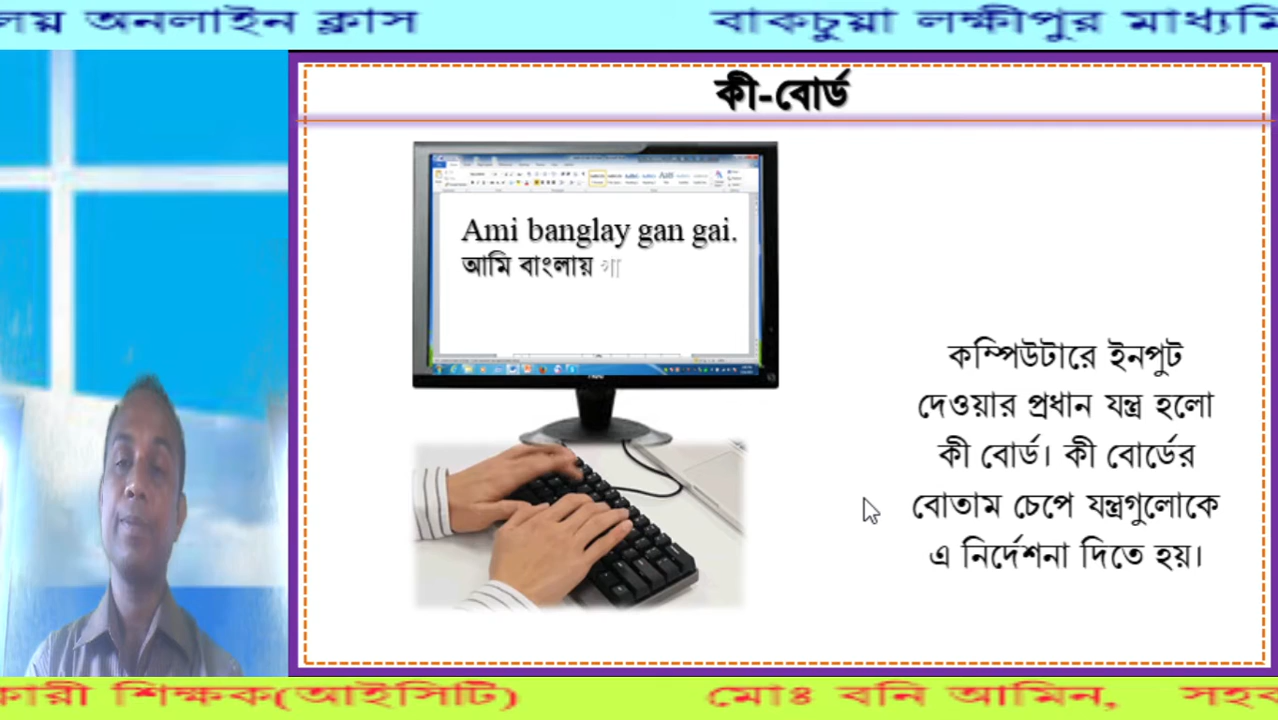 লয় অনলাইন ক্লাস বাকচুয়া লক্ষীপুর মাধ্যমি
কী-বোর্ড
Ami banglay gan gai.
আমি বাংলায় গা
কম্পিউটারে ইনপুট
দেওয়ার প্রধান যন্ত্র হলো
কী বোর্ড। কী বোর্ডের
বোতাম চেপে যন্ত্রগুলোকে
এ নির্দেশনা দিতে হয়।
কারী শিক্ষক(আইসিটি) মোঃ বনি আমিন, সহক